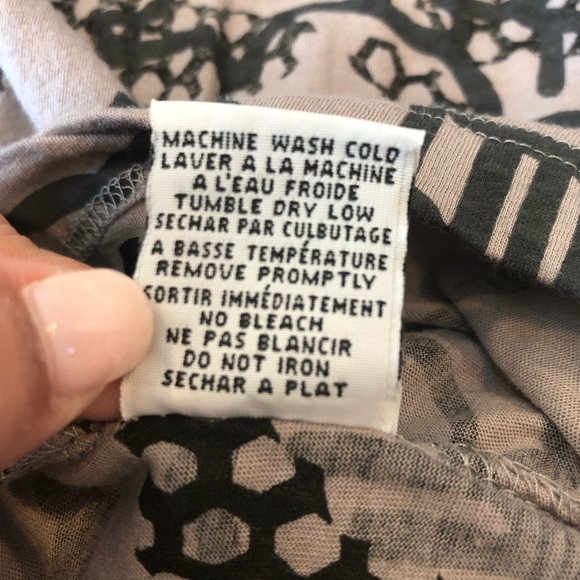 MACHINE WASH COLD
LAVER A LA MACHINE
A L'EAU FROIDE
TUMBLE DRY LOW
SECHAR PAR CULBUTAGE
A BASSE TEMPÉRATURE
REMOVE PROMPTLY
SORTIR IMMÉDIATEMENT
NO BLEACH
NE PAS BLANCIR
DO NOT IRON
SECHAR A PLAT